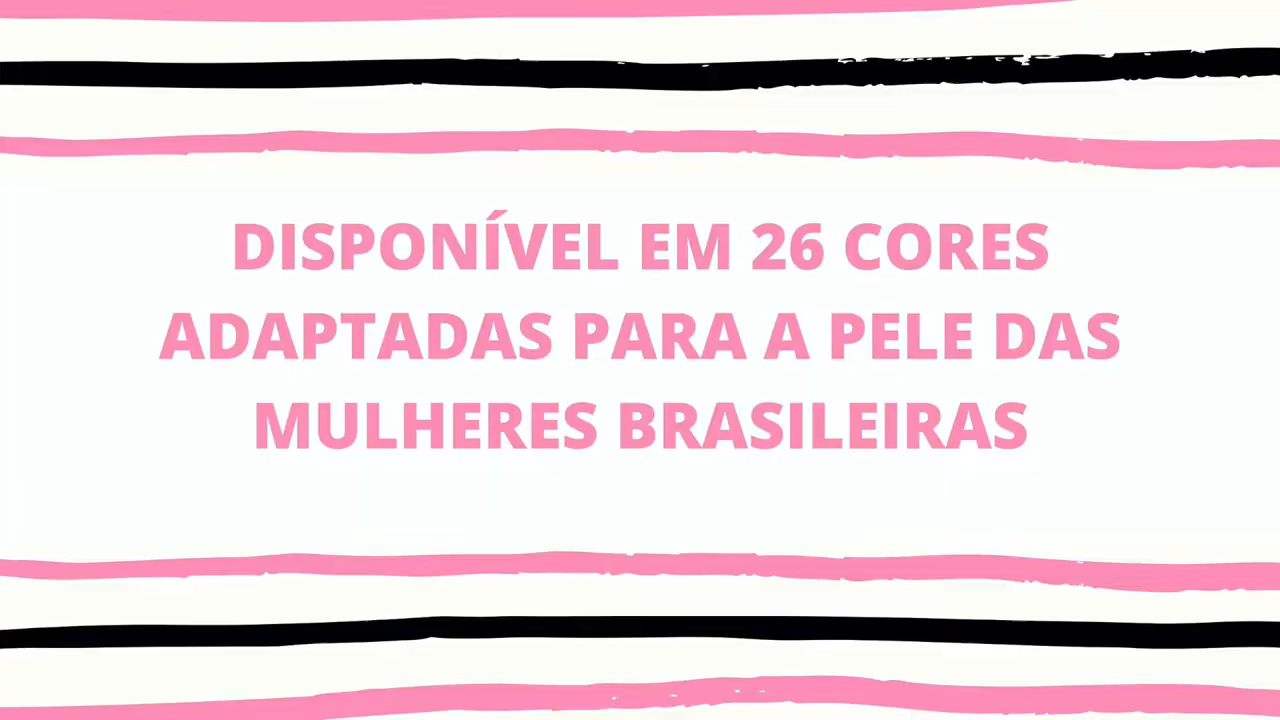 DISPONÍVEL EM 26 CORES
ADAPTADAS PARA A PELE DAS
MULHERES BRASILEIRAS